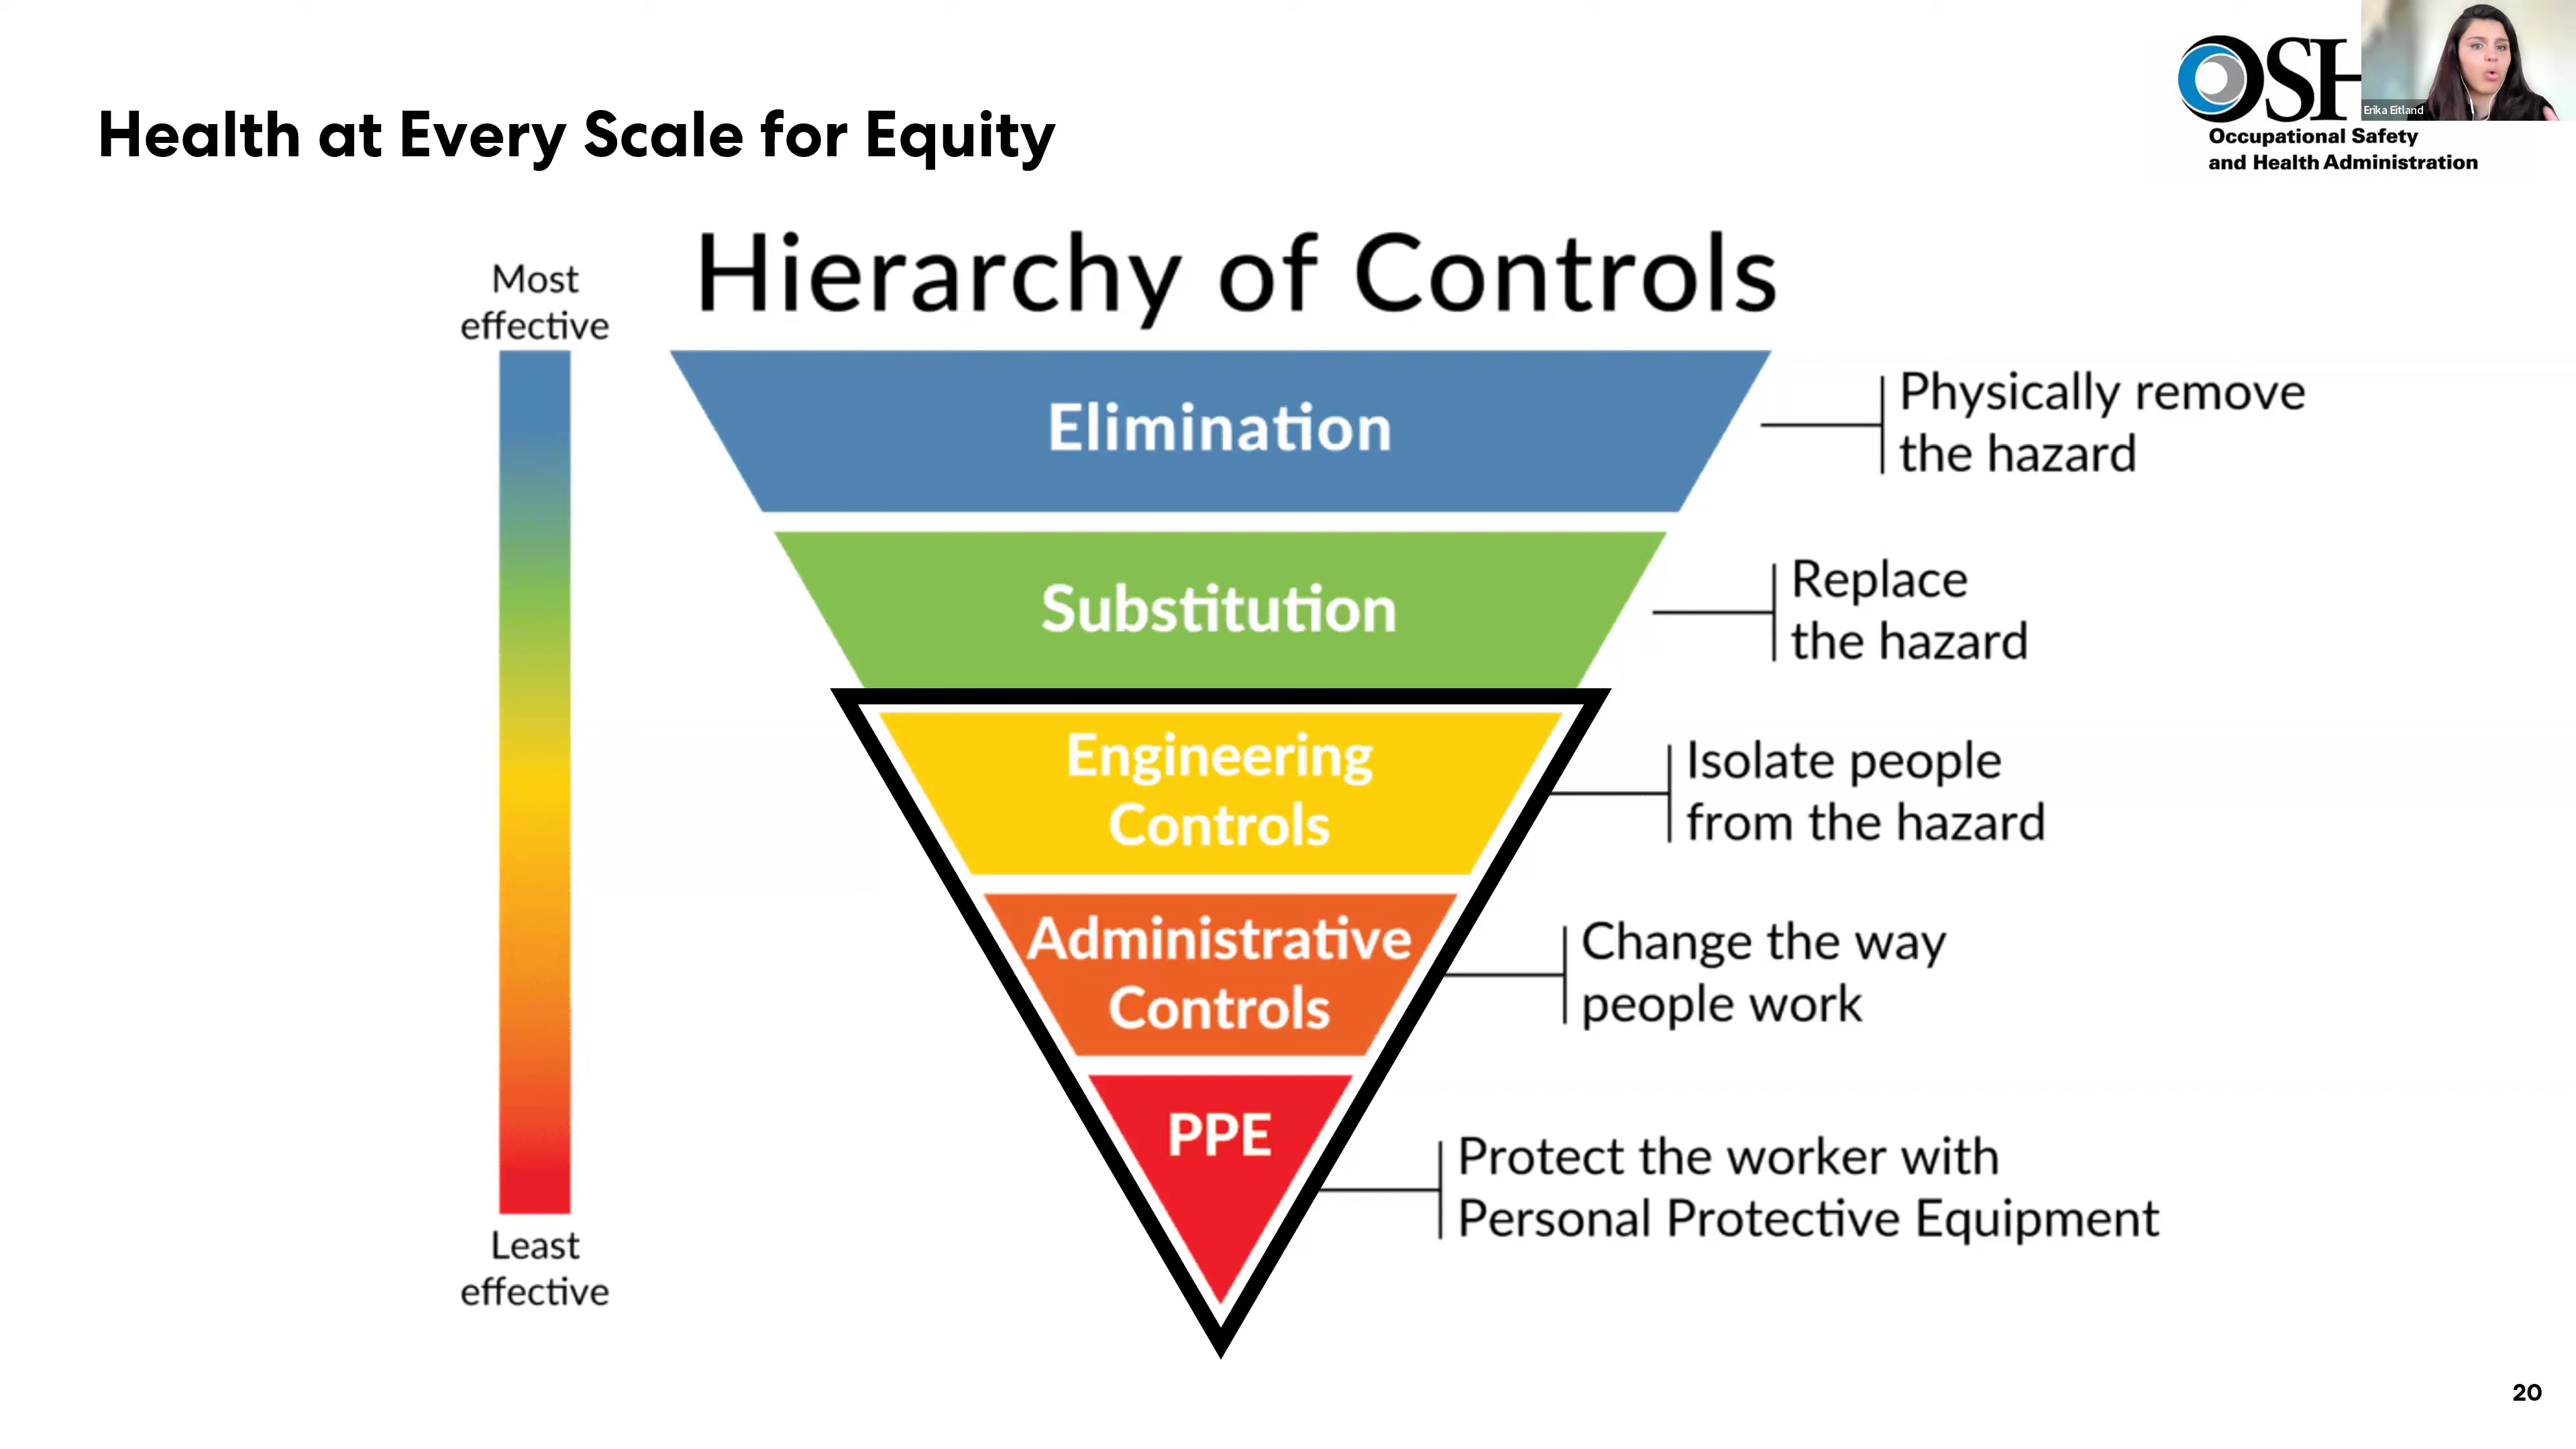 Health at Every Scale for Equity
OSH
Occupational Safety
and Health Administration
Erika Eitland
Hierarchy of Controls
Most
effective
Elimination
Physically remove
the hazard
Substitution
Replace
the hazard
Engineering
Controls
Isolate people
from the hazard
Administrative
Controls
Change the way
people work
PPE
Protect the worker with
Personal Protective Equipment
Least
effective
20